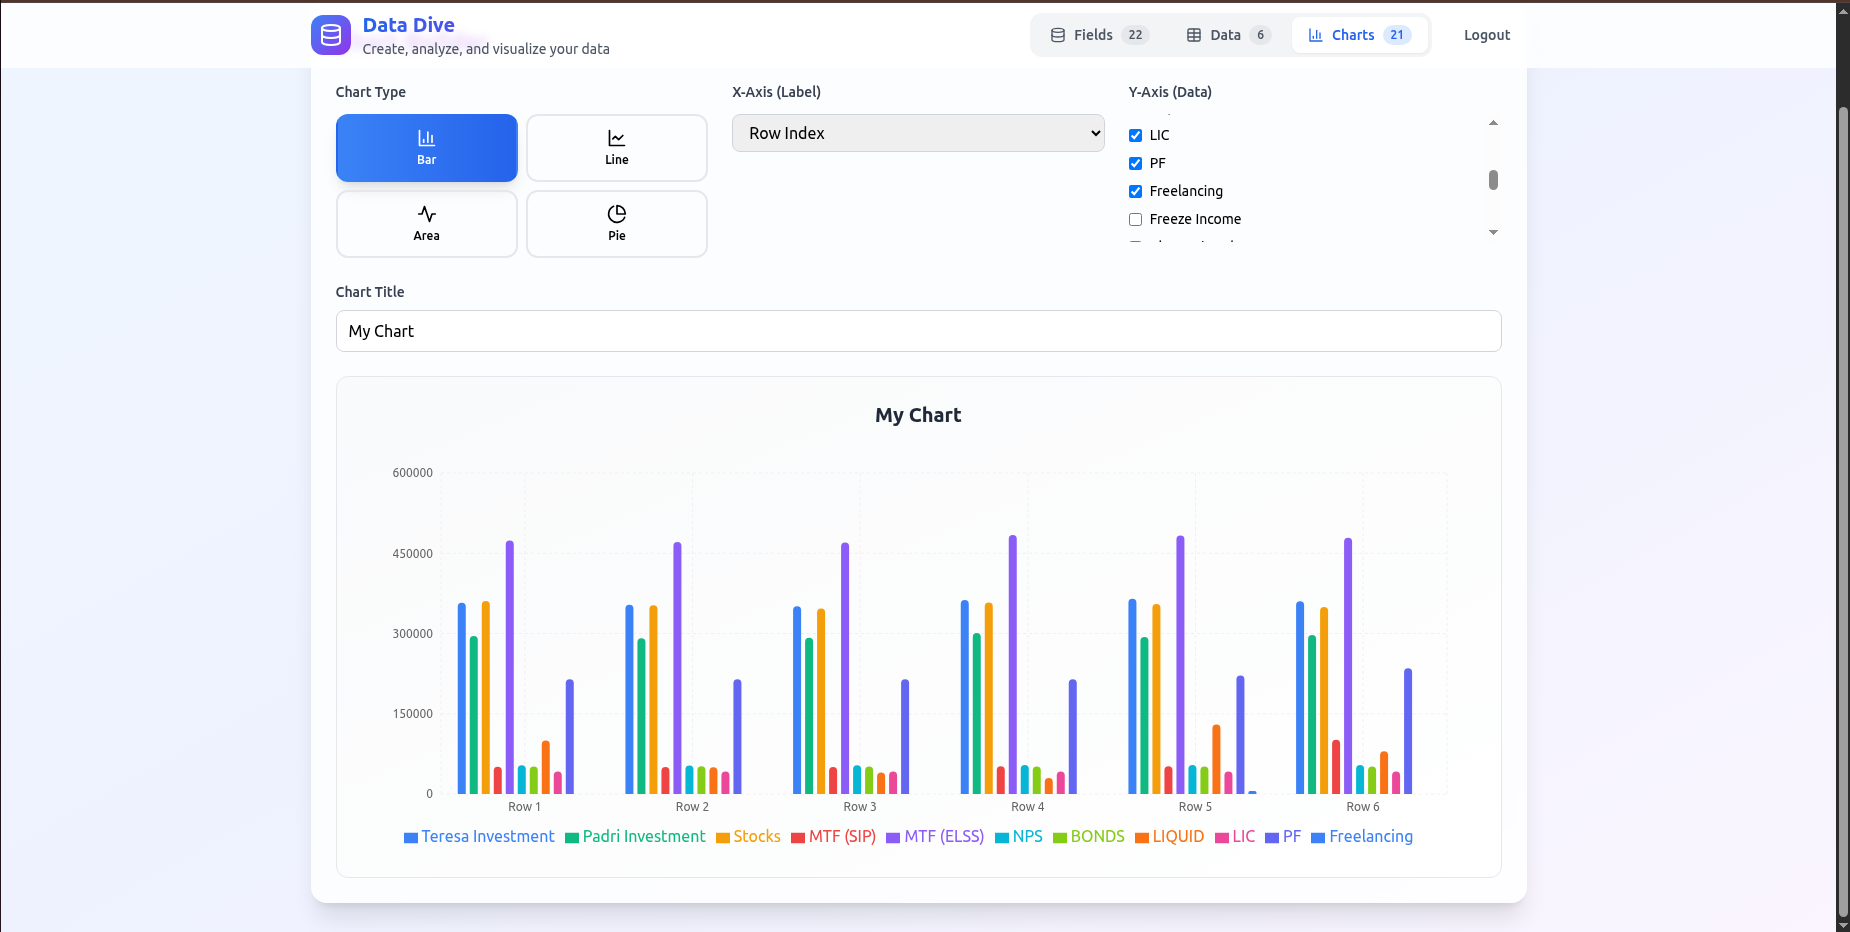 Data Dive
Create, analyze, and visualize your data
Fields 22
Data 6
Charts 21
Logout
Chart Type
Bar
Line
Area
Pie
X-Axis (Label)
Row Index
Y-Axis (Data)
LIC
PF
Freelancing
Freeze Income
Chart Title
My Chart
My Chart
600000
450000
300000
150000
0
Row 1 Row 2 Row 3 Row 4 Row 5 Row 6
Teresa Investment Padri Investment Stocks MTF (SIP) MTF (ELSS) NPS BONDS LIQUID LIC PF Freelancing